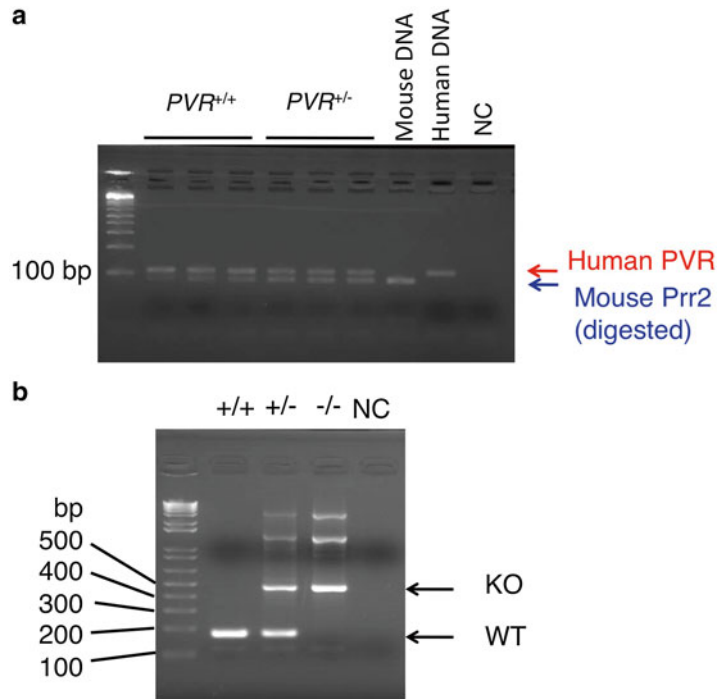 a
PVR+/+
PVR+/-
Mouse DNA
Human DNA
NC
100 bp
Human PVR
Mouse Prr2
(digested)
b
+/+ +/- -/- NC
bp
500
400
300
200
100
KO
WT